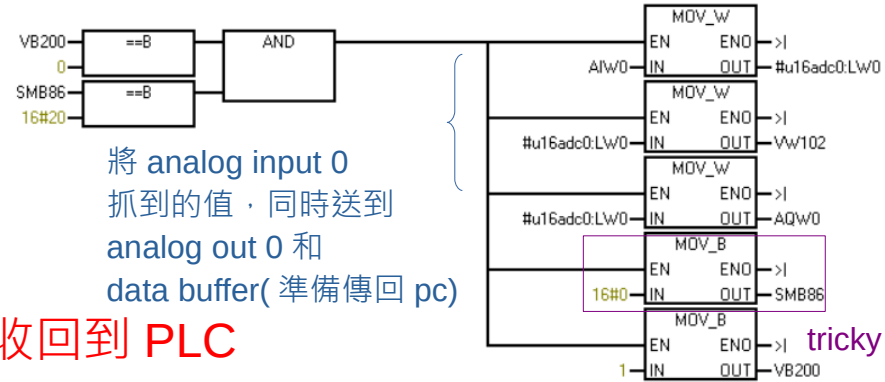 MOV_W
VB200
==B
AND
EN ENO
0
AIW0
IN OUT
#u16adc0:LW0
SMB86
==B
16#20
MOV_W
EN ENO
#u16adc0:LW0
IN OUT
VW102
將 analog input 0
抓到的值，同時送到
analog out 0 和
data buffer( 準備傳回 pc)
MOV_W
EN ENO
#u16adc0:LW0
IN OUT
AQW0
MOV_B
EN ENO
16#0
IN OUT
SMB86
收回到 PLC
MOV_B
EN ENO
tricky
1
IN OUT
VB200